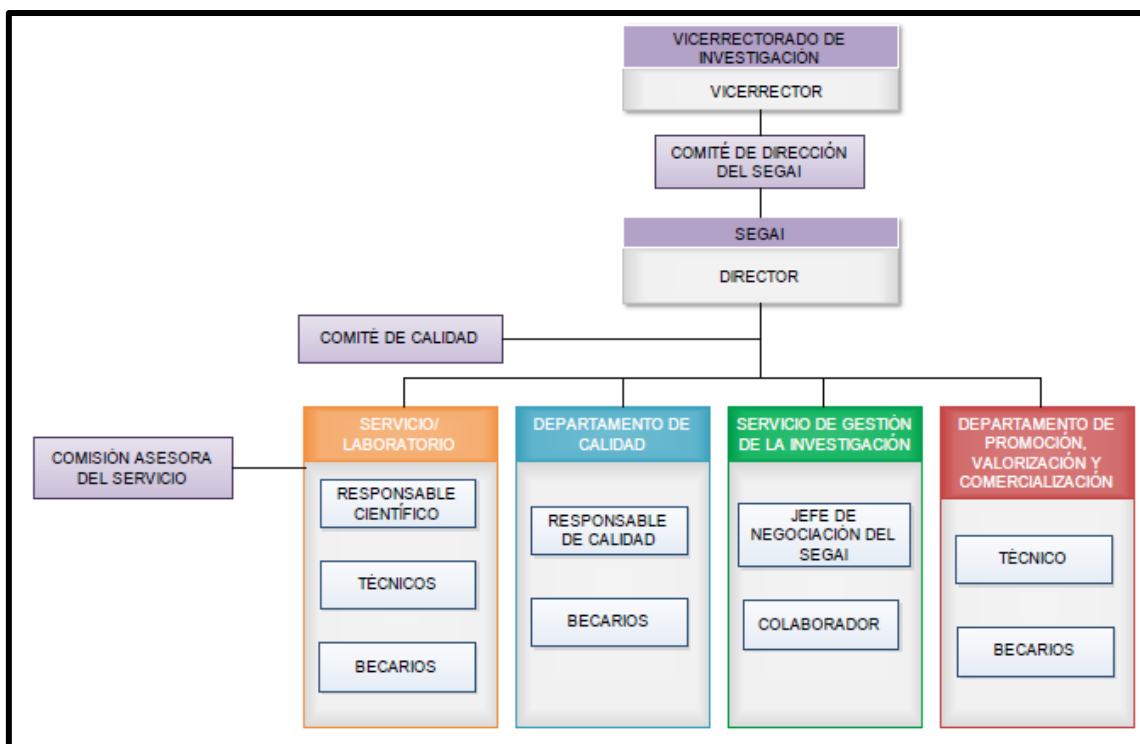 VICERRECTORADO DE
INVESTIGACIÓN
VICERRECTOR
COMITÉ DE DIRECCIÓN
DEL SEGAI
SEGAI
DIRECTOR
COMITÉ DE CALIDAD
COMISIÓN ASESORA
DEL SERVICIO
SERVICIO/
LABORATORIO
RESPONSABLE
CIENTÍFICO
TÉCNICOS
BECARIOS
DEPARTAMENTO DE
CALIDAD
RESPONSABLE
DE CALIDAD
BECARIOS
SERVICIO DE GESTIÓN
DE LA INVESTIGACIÓN
JEFE DE
NEGOCIACIÓN DEL
SEGAI
COLABORADOR
DEPARTAMENTO DE
PROMOCIÓN,
VALORIZACIÓN Y
COMERCIALIZACIÓN
TÉCNICO
BECARIOS